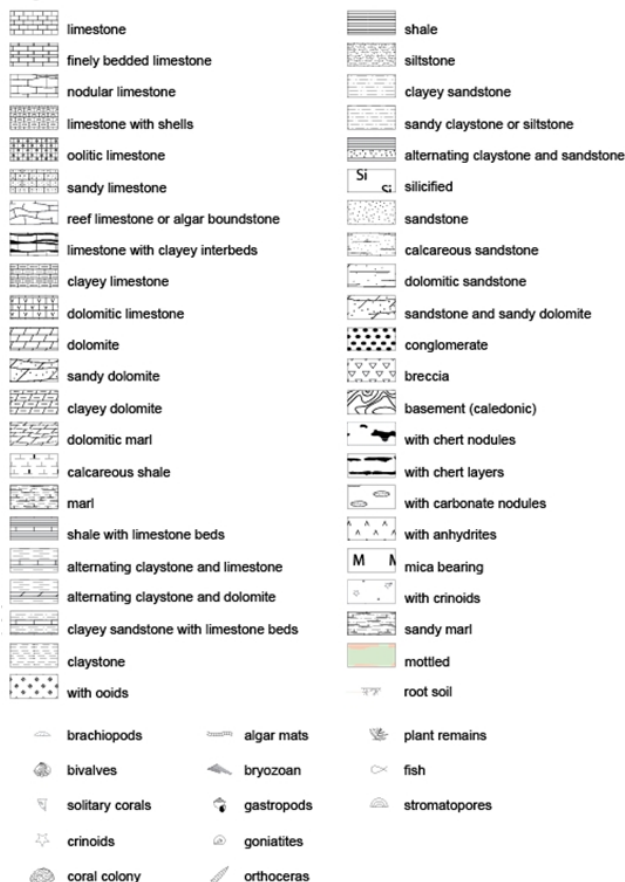 limestone
finely bedded limestone
nodular limestone
limestone with shells
oolitic limestone
sandy limestone
reef limestone or algar boundstone
limestone with clayey interbeds
clayey limestone
dolomitic limestone
dolomite
sandy dolomite
clayey dolomite
dolomitic marl
calcareous shale
marl
shale with limestone beds
alternating claystone and limestone
alternating claystone and dolomite
clayey sandstone with limestone beds
claystone
with ooids
shale
siltstone
clayey sandstone
sandy claystone or siltstone
alternating claystone and sandstone
Si
Si
silicified
sandstone
calcareous sandstone
dolomitic sandstone
sandstone and sandy dolomite
conglomerate
breccia
basement (caledonic)
with chert nodules
with chert layers
with carbonate nodules
with anhydrites
M M mica bearing
with crinoids
sandy marl
mottled
root soil
brachiopods
bivalves
solitary corals
crinoids
coral colony
algar mats
bryozoan
gastropods
goniatites
orthoceras
plant remains
fish
stromatopores